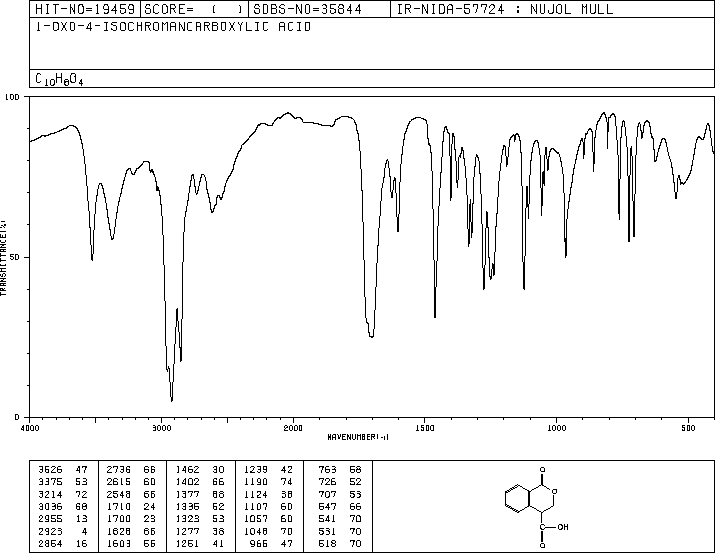 HIT-NO=19459 SCORE= ( ) SDBS-NO=35844 IR-NIDA-57724 : NUJOL MULL
1-OXO-4-ISOCHROMANCARBOXYLIC ACID
C10H8O4
100
50
0
TRANSMITTANCE(%)
4000 3000 2000 1500 1000 500
WAVENUMBER(-1)
3526 47 2736 66 1462 30 1239 42 763 58
3375 53 2615 60 1402 66 1190 74 726 52
3214 72 2548 66 1377 68 1124 38 707 53
3036 68 1710 24 1335 52 1107 60 647 66
2955 13 1700 23 1323 53 1057 60 541 70
2923 4 1628 66 1277 38 1048 70 531 70
2854 16 1603 55 1251 41 966 47 518 70
O
O
C OH
O